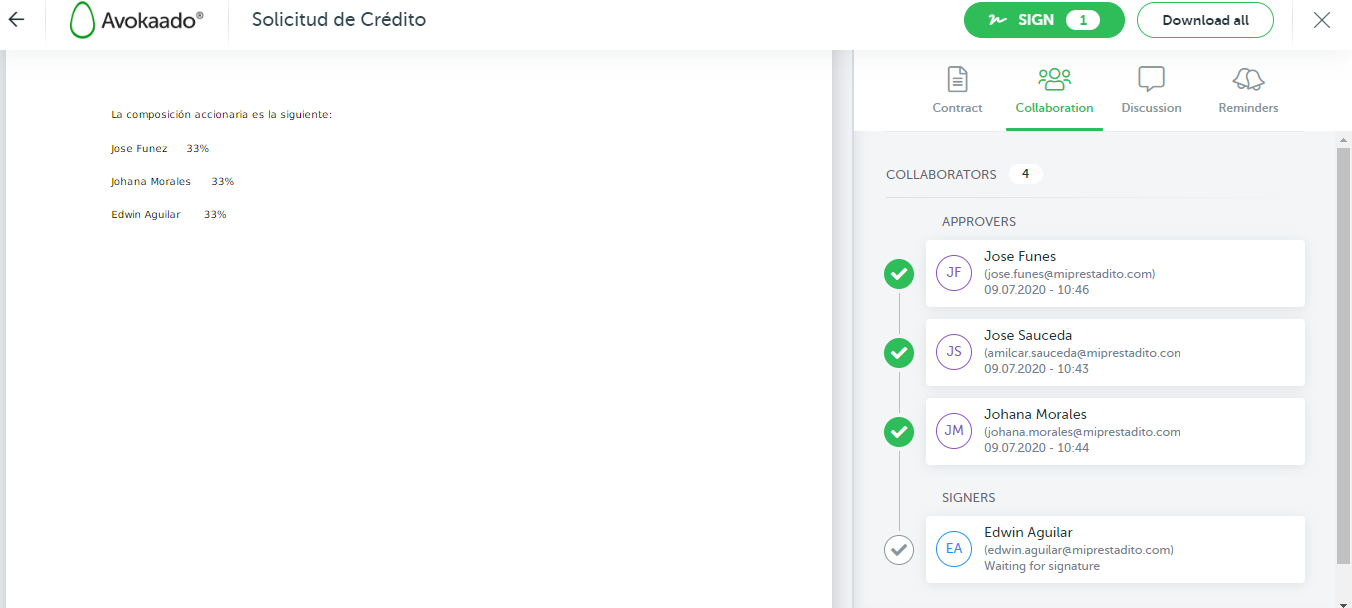 Avokaado®
Solicitud de Crédito
SIGN 1
Download all
La composición accionaria es la siguiente:
Jose Funez 33%
Johana Morales 33%
Edwin Aguilar 33%
Contract
Collaboration
Discussion
Reminders
COLLABORATORS 4
APPROVERS
JF
Jose Funes
(jose.funes@miprestadito.com)
09.07.2020 - 10:46
JS
Jose Sauceda
(amilcar.sauceda@miprestadito.con
09.07.2020 - 10:43
JM
Johana Morales
(johana.morales@miprestadito.com
09.07.2020 - 10:44
SIGNERS
EA
Edwin Aguilar
(edwin.aguilar@miprestadito.com)
Waiting for signature